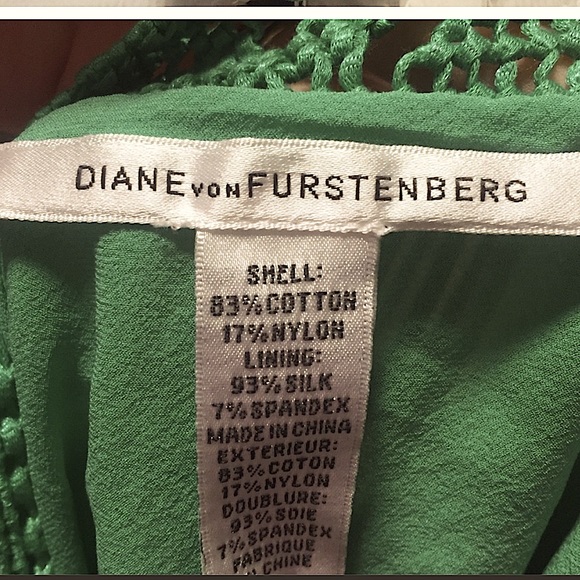 DIANE VON FURSTENBERG
SHELL:
83% COTTON
17% NYLON
LINING:
93% SILK
7% SPANDEX
MADE IN CHINA
EXTERIEUR:
83% COTON
17% NYLON
DOUBLURE:
93% SOIE
7% SPANDEX
FABRIQUE
CHINE